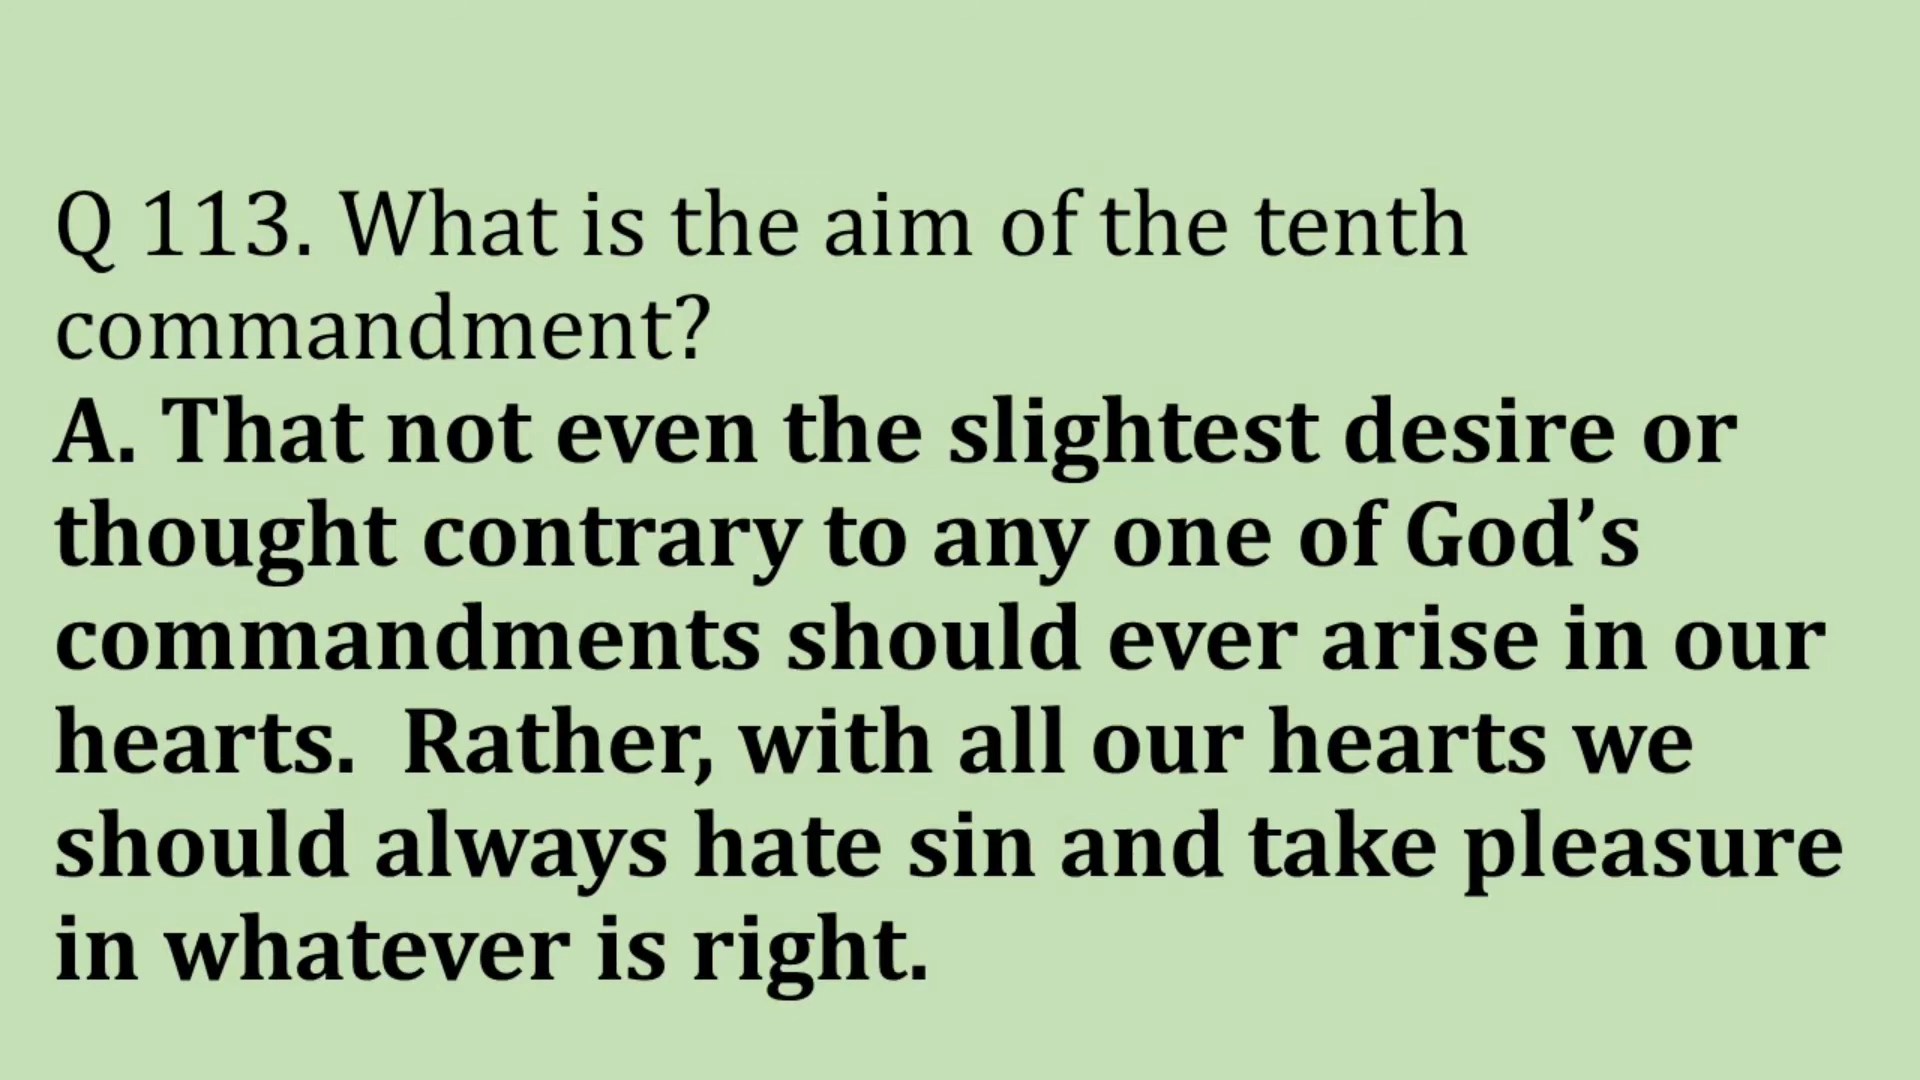 Q 113. What is the aim of the tenth
commandment?
A. That not even the slightest desire or
thought contrary to any one of God’s
commandments should ever arise in our
hearts.  Rather, with all our hearts we
should always hate sin and take pleasure
in whatever is right.